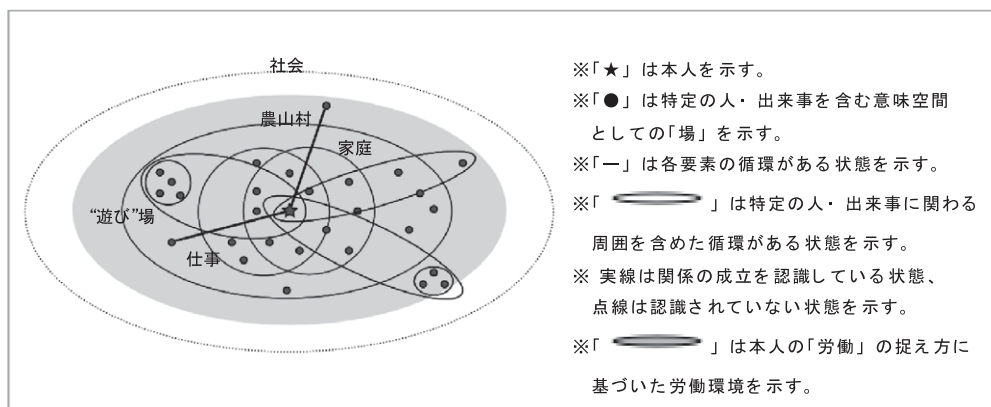 社会
農山村
家庭
“遊び”場
仕事
※「★」は本人を示す。
※「●」は特定の人・出来事を含む意味空間
としての「場」を示す。
※「―」は各要素の循環がある状態を示す。
※「 」は特定の人・出来事に関わる
周囲を含めた循環がある状態を示す。
※ 実線は関係の成立を認識している状態、
点線は認識されていない状態を示す。
※「 」は本人の「労働」の捉え方に
基づいた労働環境を示す。